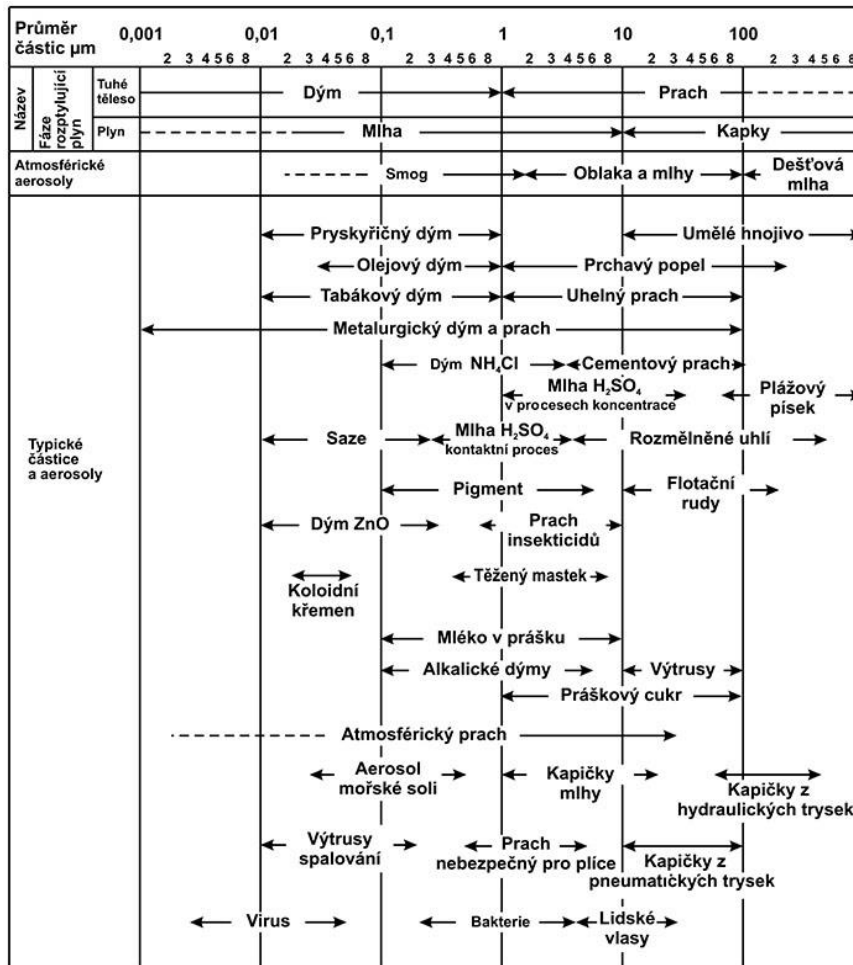 Průměr
částic µm
0,001 0,01 0,1 1 10 100
2 3 4 5 6 8 2 3 4 5 6 8 2 3 4 5 6 8 2 3 4 5 6 8 2 3 4 5 6 8 2 3 4 5 6 8
Název
Fáze
rozptylující
plyn
Tuhé
těleso
Dým Prach
Plyn
Mlha Kapky
Atmosférické
aerosoly
Smog Oblaka a mlhy Dešťová
mlha
Typické
částice
a aerosoly
Pryskyřičný dým Umělé hnojivo
Olejový dým Prchavý popel
Tabákový dým Uhelný prach
Metalurgický dým a prach
Dým NH₄Cl Cementový prach
Mlha H₂SO₄
v procesech koncentrace
Plážový
písek
Saze
Mlha H₂SO₄
kontaktní proces
Rozmělněné uhlí
Pigment
Flotační
rudy
Dým ZnO
Prach
insekticidů
Koloidní
křemen
Těžený mastek
Mléko v prášku
Alkalické dýmy Výtrusy
Práškový cukr
Atmosférický prach
Aerosol
mořské soli
Kapičky
mlhy
Kapičky z
hydraulických trysek
Výtrusy
spalování
Prach
nebezpečný pro plíce
Kapičky z
pneumatických trysek
Virus Bakterie
Lidské
vlasy